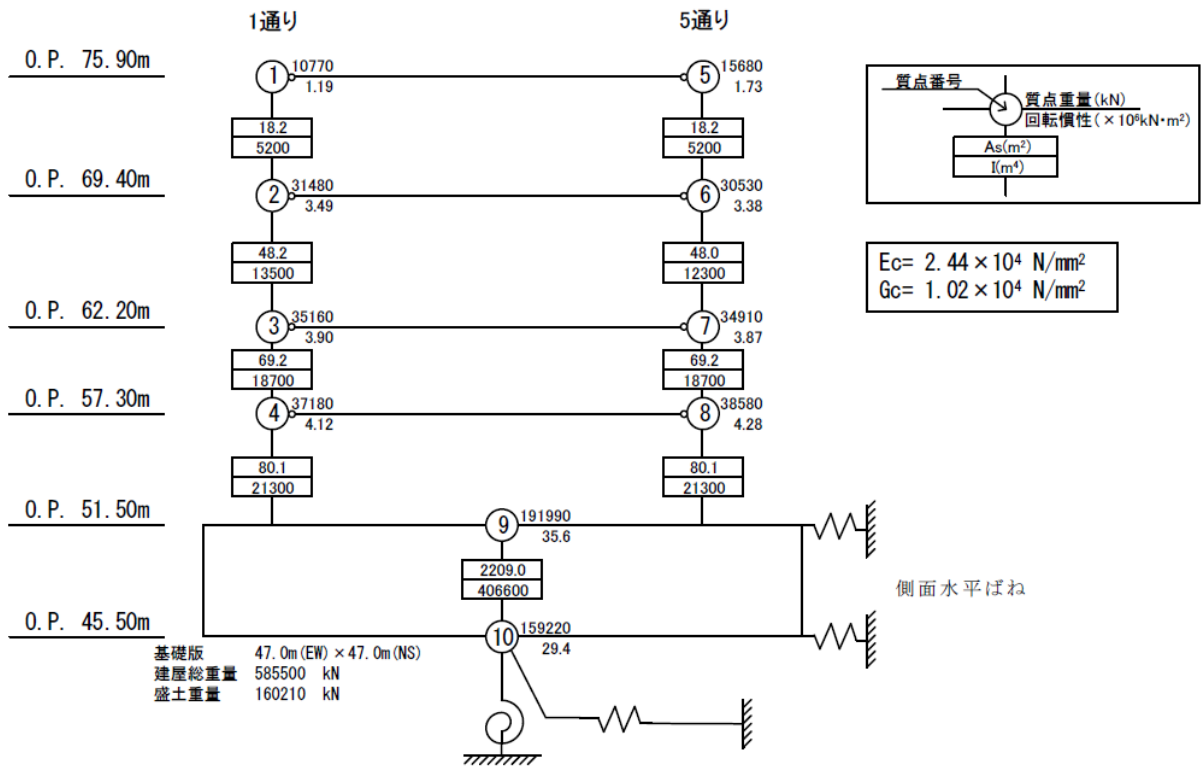 1通り
5通り
O.P. 75.90m
1
10770
1.19
5
15680
1.73
18.2
5200
18.2
5200
O.P. 69.40m
2
31480
3.49
6
30530
3.38
48.2
13500
48.0
12300
O.P. 62.20m
3
35160
3.90
7
34910
3.87
69.2
18700
69.2
18700
O.P. 57.30m
4
37180
4.12
8
38580
4.28
80.1
21300
80.1
21300
O.P. 51.50m
9
191990
35.6
2209.0
406600
側面水平ばね
O.P. 45.50m
10
159220
29.4
基礎版 47.0m(EW)×47.0m(NS)
建屋総重量 585500 kN
盛土重量 160210 kN
質点番号
質点重量(kN)
回転慣性(×10⁶kN・m²)
As(m²)
I(m⁴)
Ec= 2.44×10⁴ N/mm²
Gc= 1.02×10⁴ N/mm²